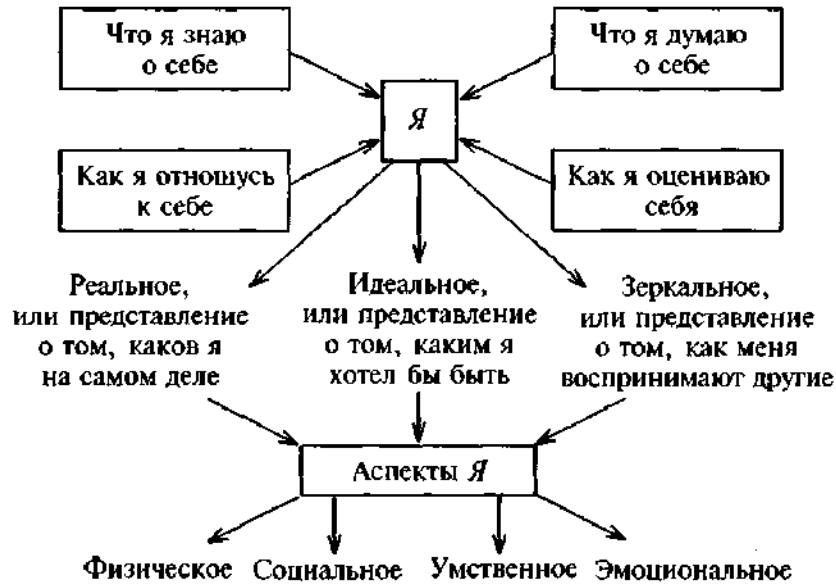 Что я знаю
о себе
Что я думаю
о себе
Я
Как я отношусь
к себе
Как я оцениваю
себя
Реальное,
или представление
о том, каков я
на самом деле
Идеальное,
или представление
о том, каким я
хотел бы быть
Зеркальное,
или представление
о том, как меня
воспринимают другие
Аспекты Я
Физическое Социальное Умственное Эмоциональное